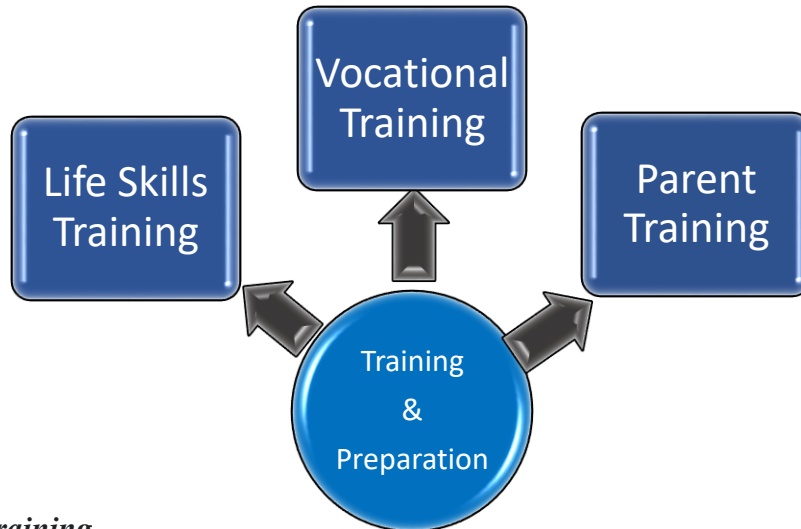 Vocational
Training
Life Skills
Training
Parent
Training
Training
&
Preparation